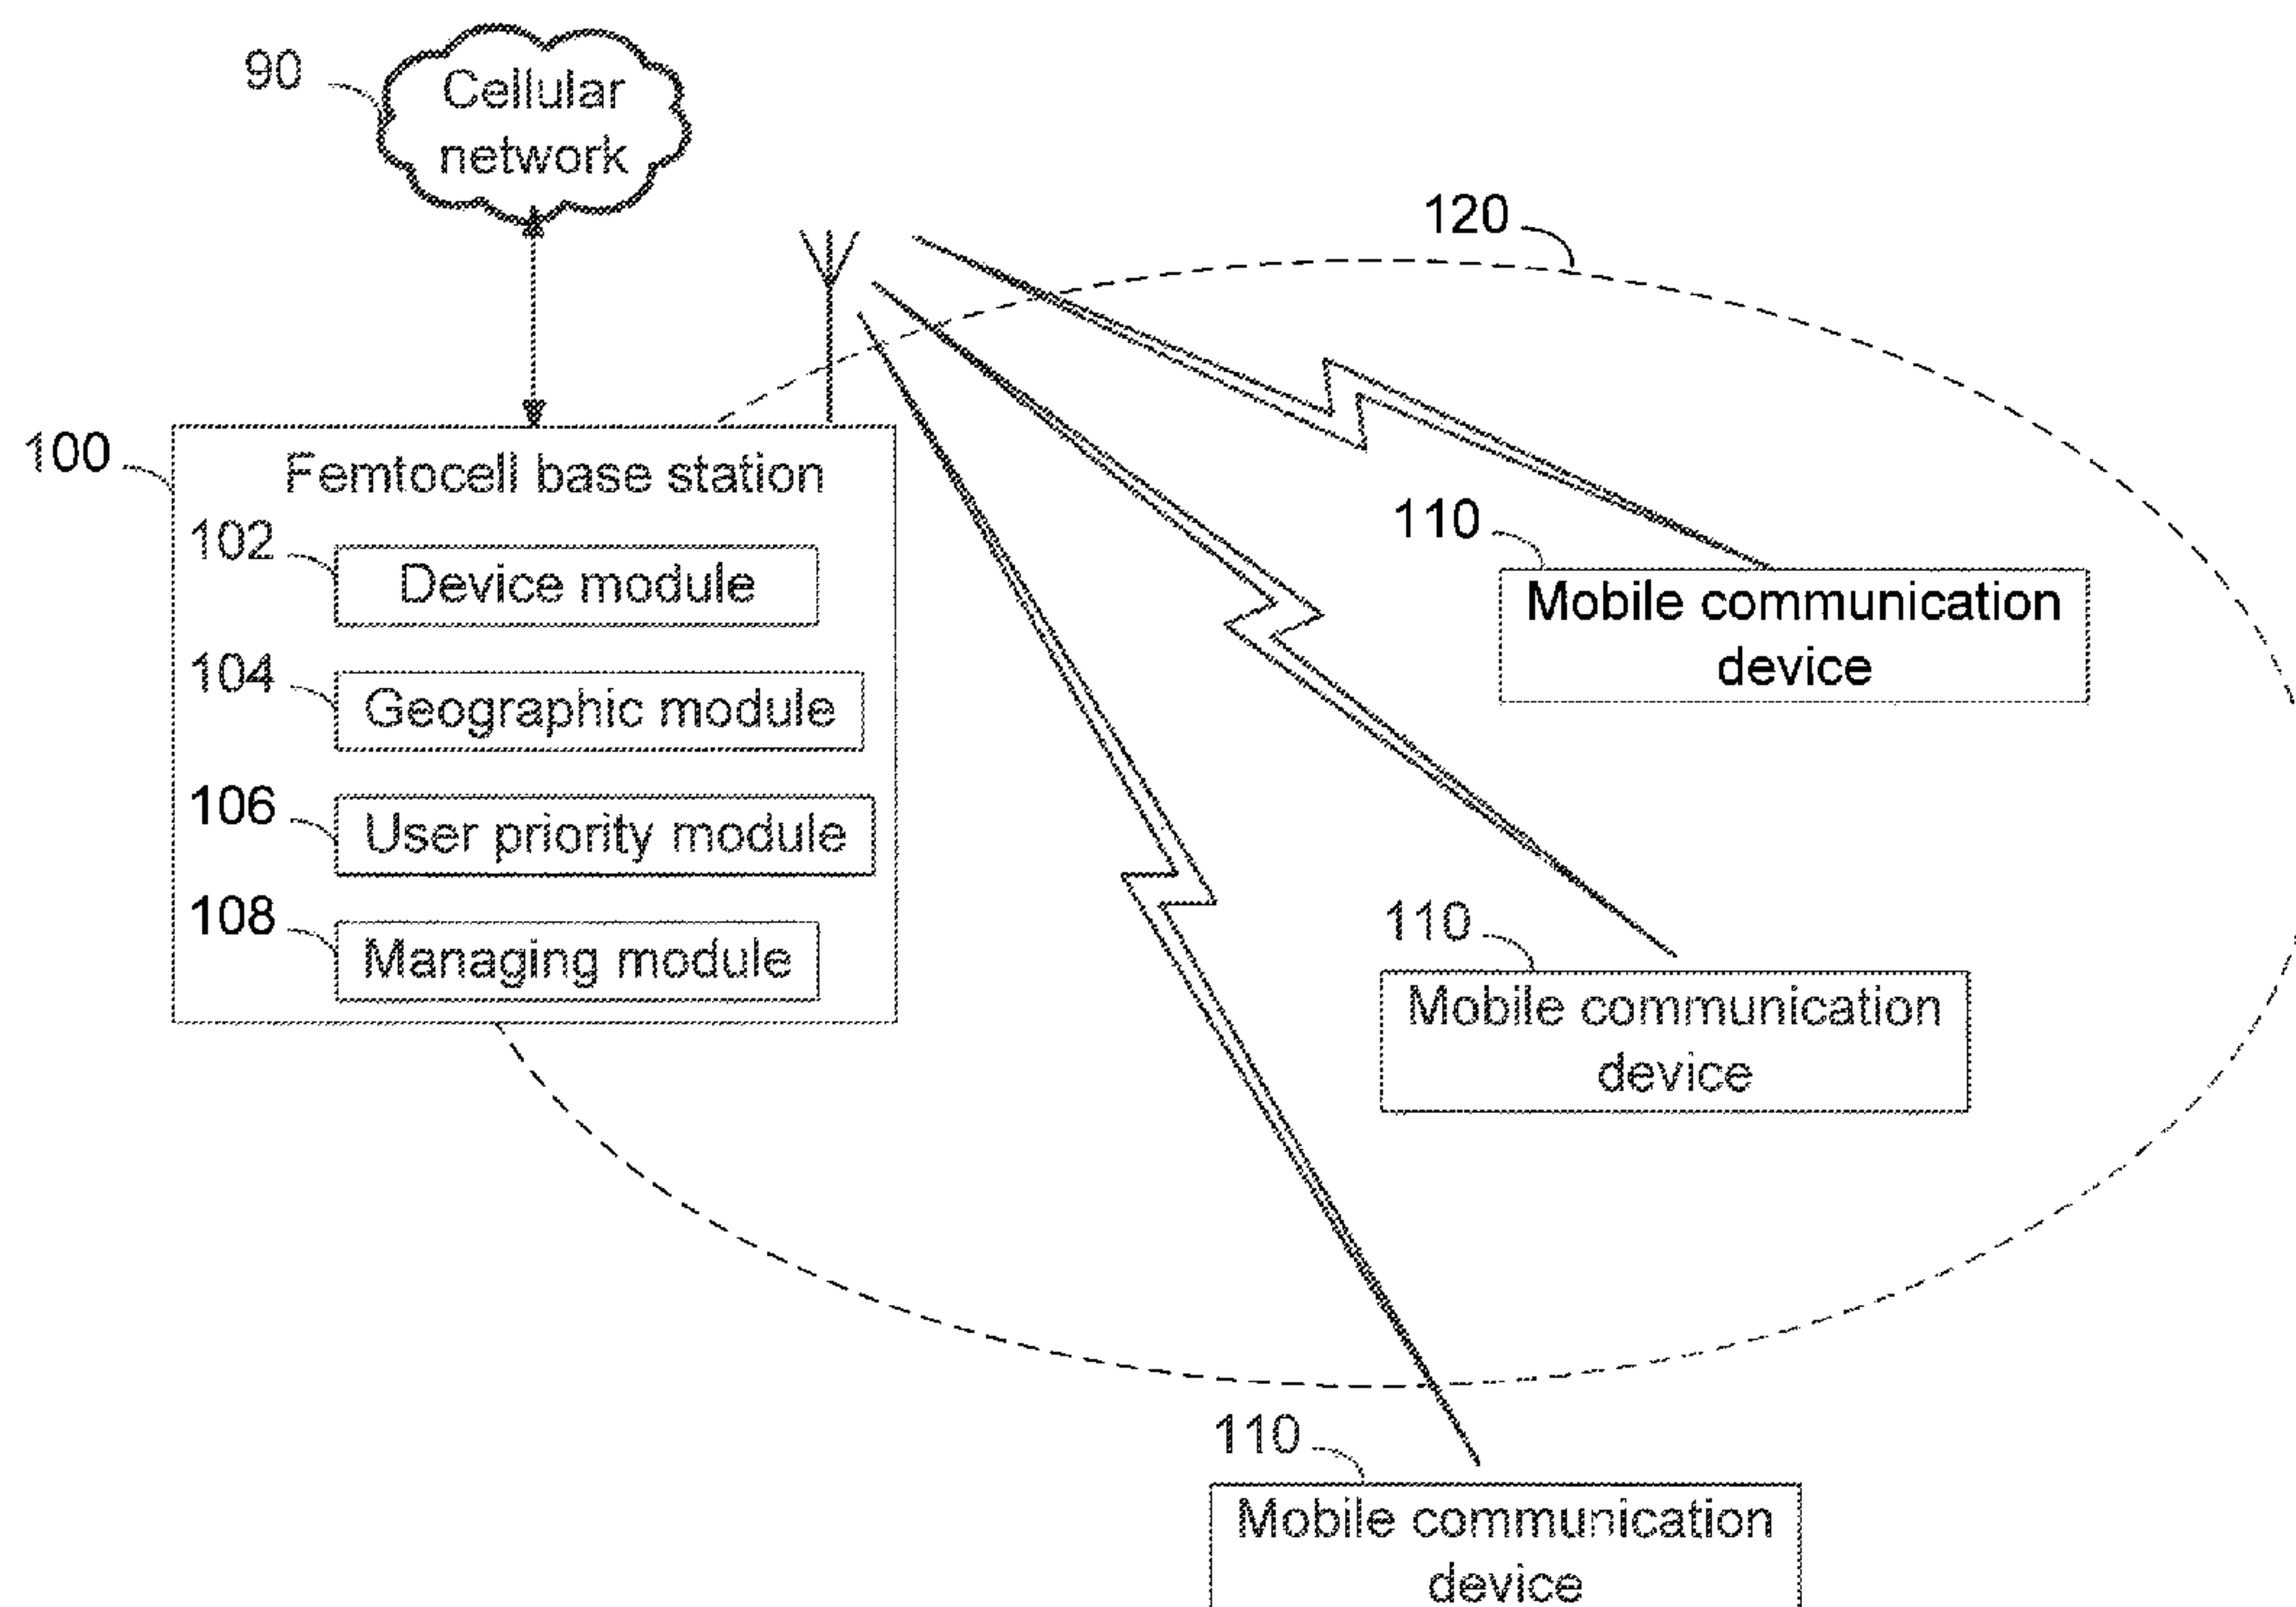 90
Cellular
network
120
100
Femtocell base station
102
Device module
104
Geographic module
106
User priority module
108
Managing module
110
Mobile communication
device
110
Mobile communication
device
110
Mobile communication
device